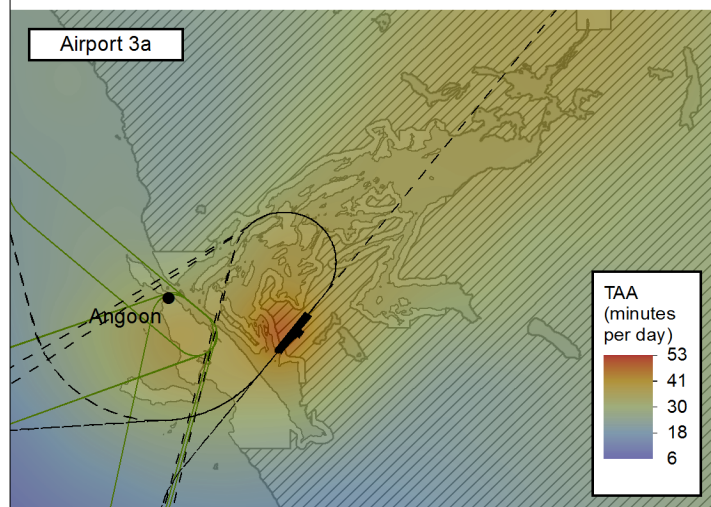 Airport 3a
Angoon
TAA
(minutes
per day)
53
41
30
18
6